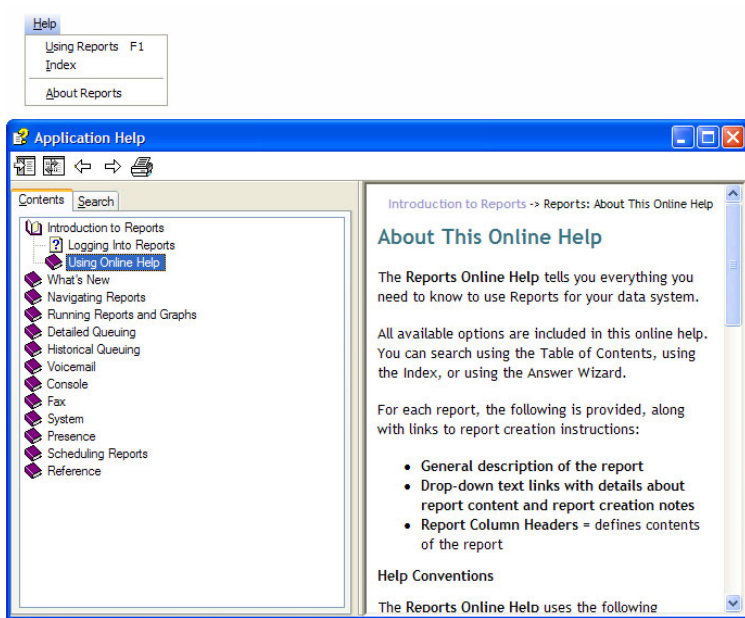 Help
Using Reports F1
Index
About Reports
Application Help
Contents Search
Introduction to Reports
Logging Into Reports
Using Online Help
What's New
Navigating Reports
Running Reports and Graphs
Detailed Queuing
Historical Queuing
Voicemail
Console
Fax
System
Presence
Scheduling Reports
Reference
Introduction to Reports -> Reports: About This Online Help
About This Online Help
The Reports Online Help tells you everything you
need to know to use Reports for your data system.
All available options are included in this online help.
You can search using the Table of Contents, using
the Index, or using the Answer Wizard.
For each report, the following is provided, along
with links to report creation instructions:
• General description of the report
• Drop-down text links with details about
report content and report creation notes
• Report Column Headers = defines contents
of the report
Help Conventions
The Reports Online Help uses the following